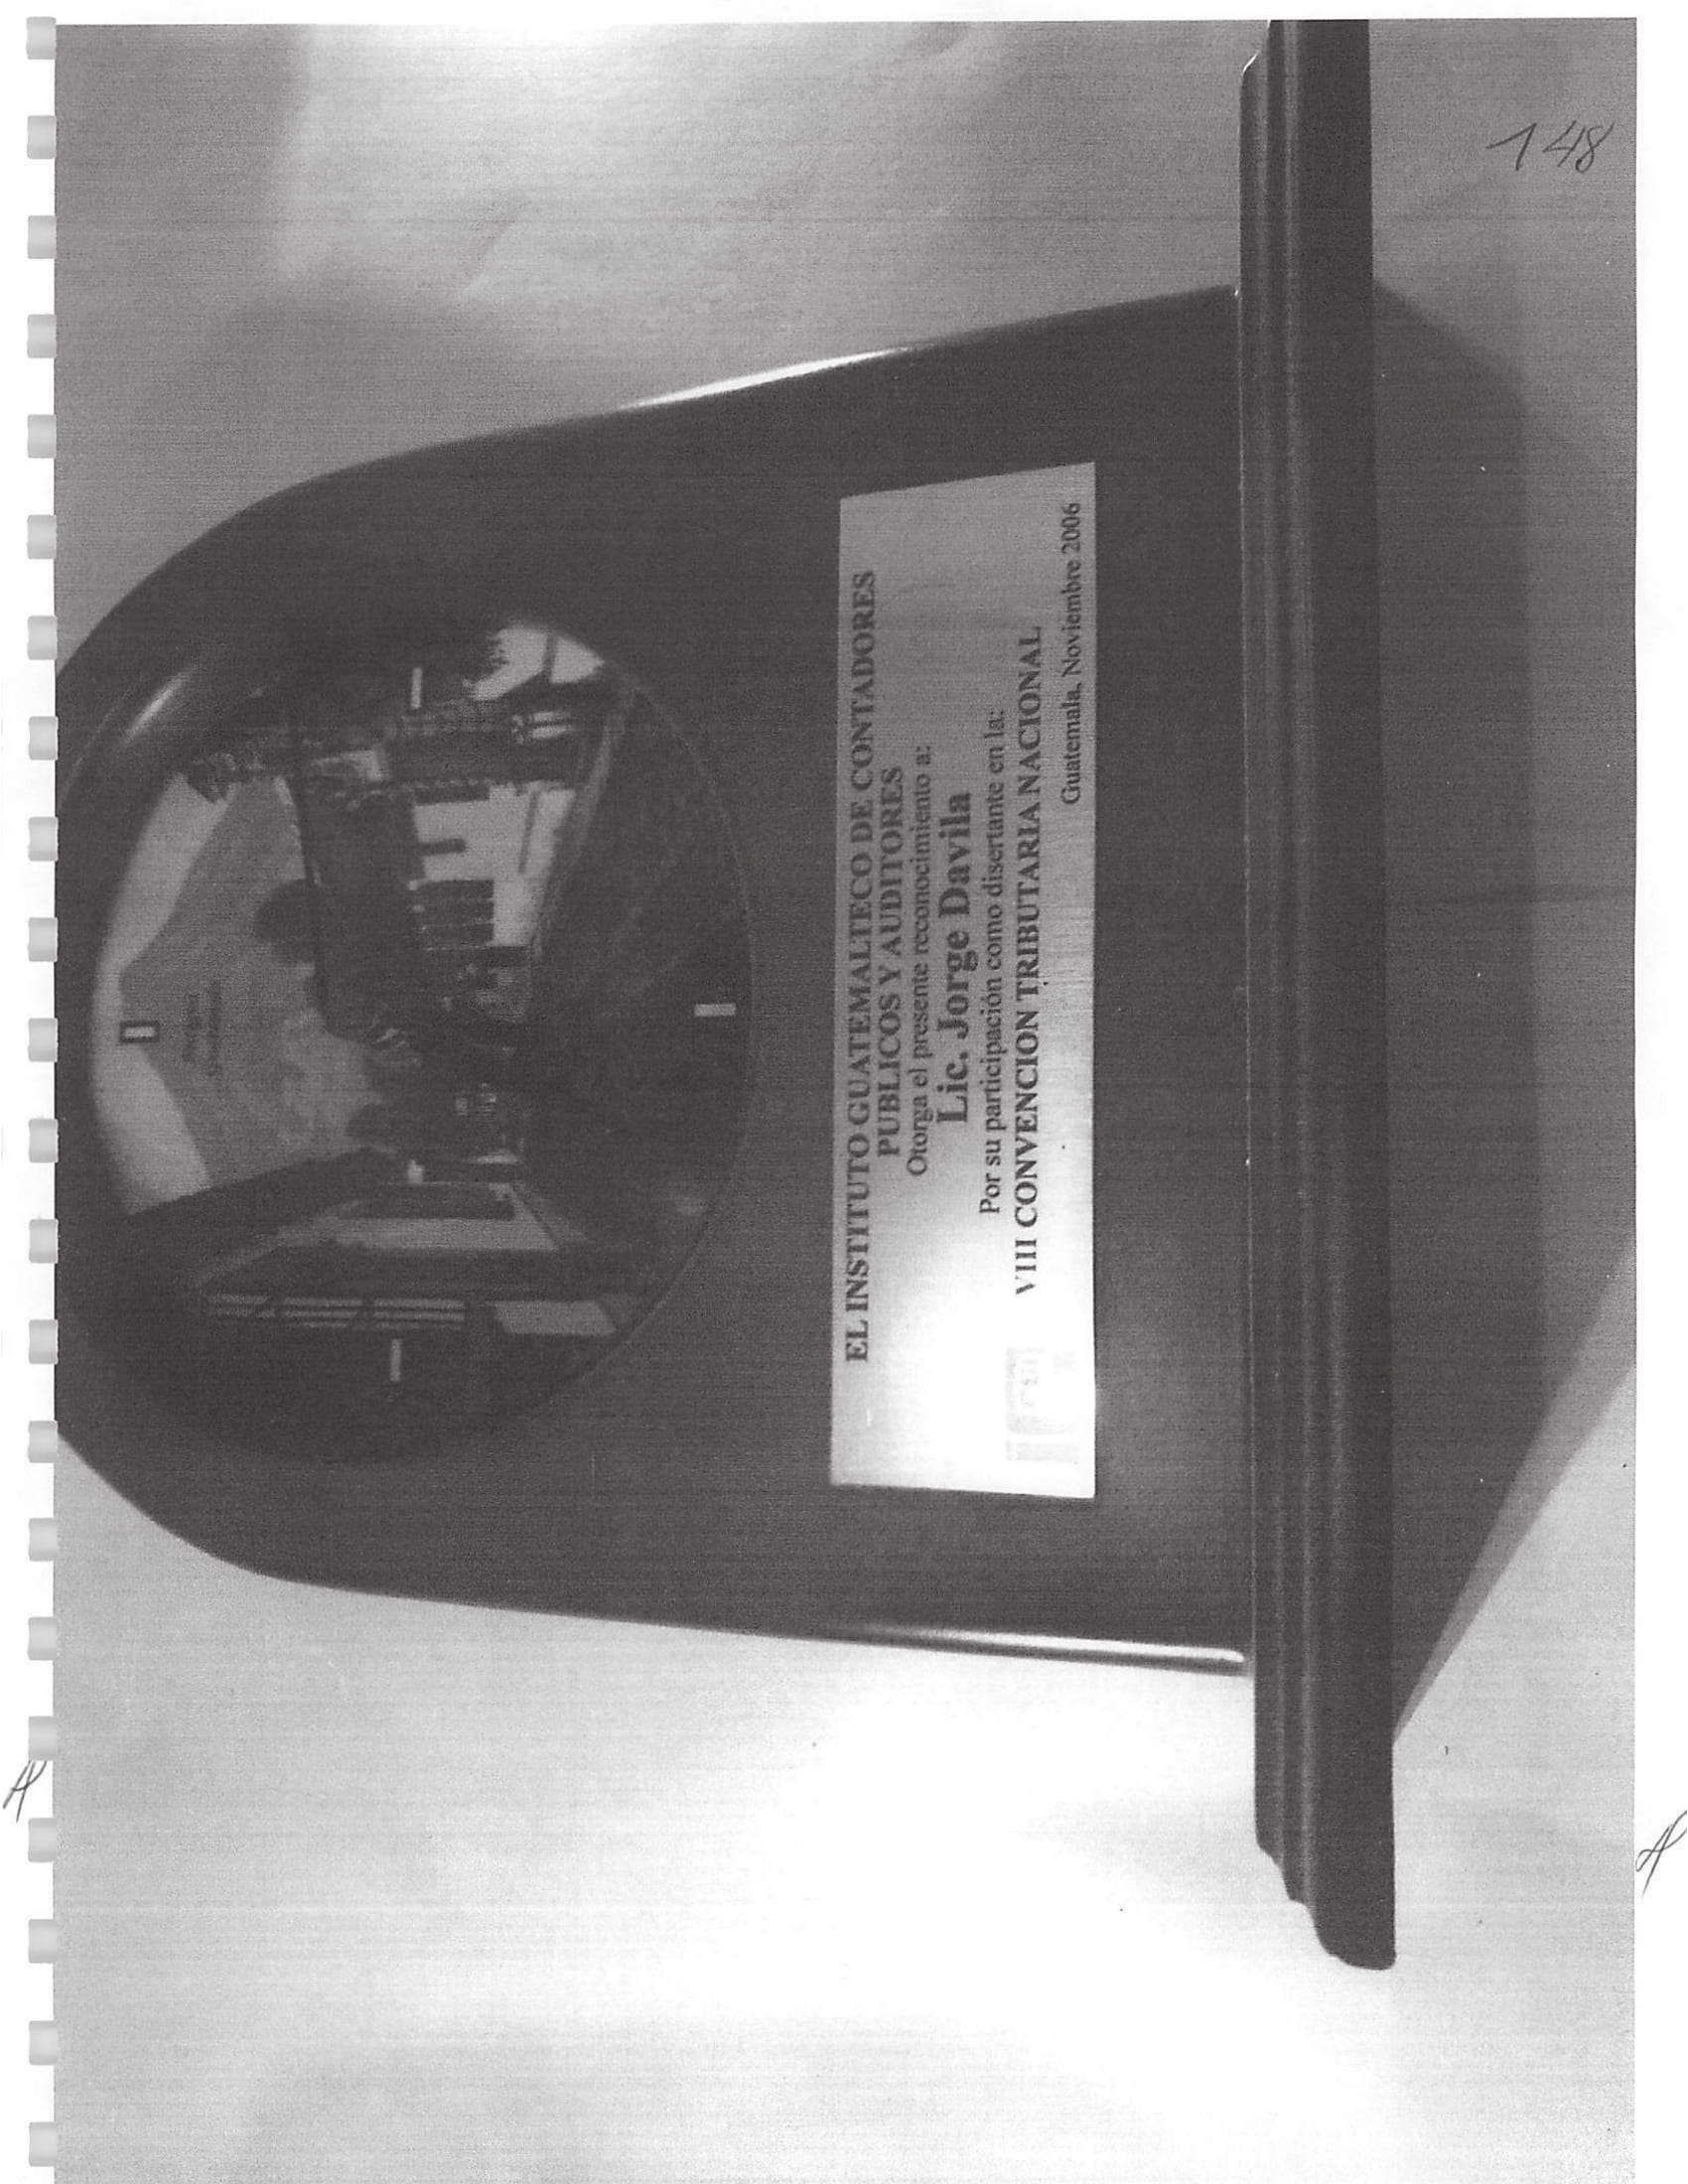 148
EL INSTITUTO GUATEMALTECO DE CONTADORES
PUBLICOS Y AUDITORES
Otorga el presente reconocimiento a:
Lic. Jorge Davila
Por su participación como disertante en la:
VIII CONVENCION TRIBUTARIA NACIONAL
Guatemala, Noviembre 2006